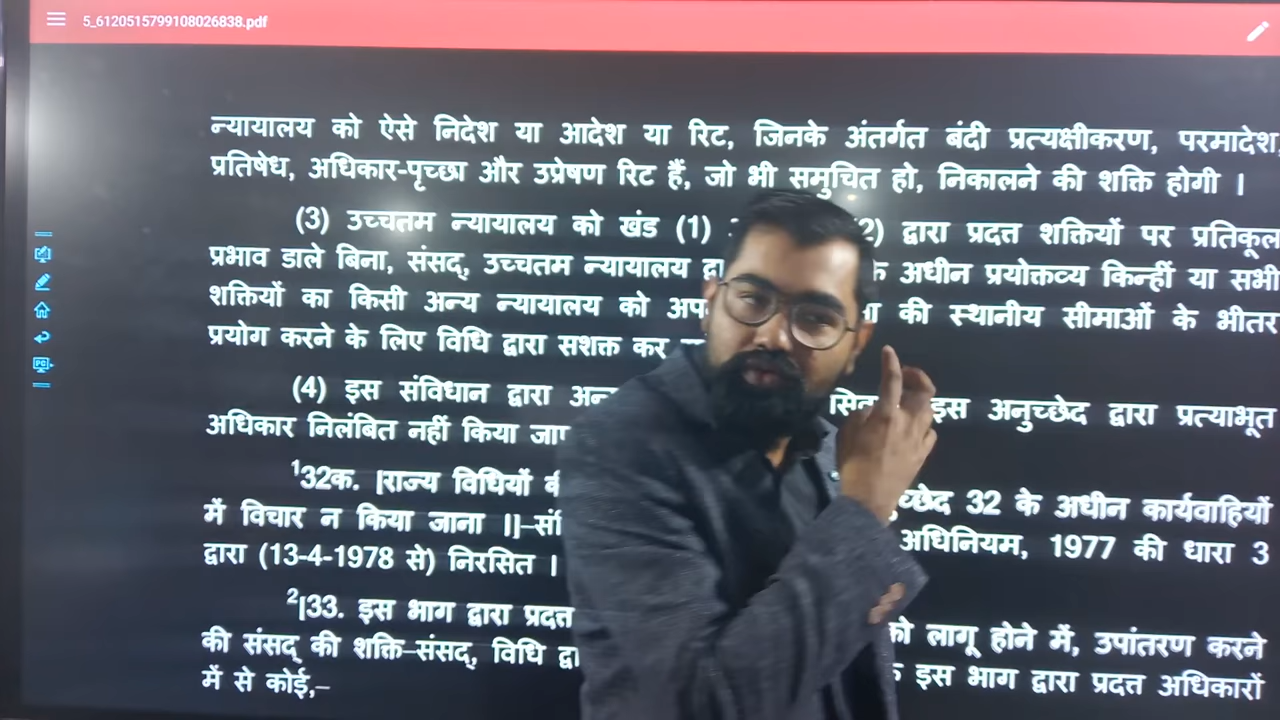 5_6120515799108026838.pdf
न्यायालय को ऐसे निदेश या आदेश या रिट, जिनके अंतर्गत बंदी प्रत्यक्षीकरण, परमादेश,
प्रतिषेध, अधिकार-पृच्छा और उत्प्रेषण रिट हैं, जो भी समुचित हो, निकालने की शक्ति होगी ।
(3) उच्चतम न्यायालय को खंड (1) 2) द्वारा प्रदत्त शक्तियों पर प्रतिकूल
प्रभाव डाले बिना, संसद्, उच्चतम न्यायालय के अधीन प्रयोक्तव्य किन्हीं या सभी
शक्तियों का किसी अन्य न्यायालय को की स्थानीय सीमाओं के भीतर
प्रयोग करने के लिए विधि द्वारा सशक्त कर
(4) इस संविधान द्वारा इस अनुच्छेद द्वारा प्रत्याभूत
अधिकार निलंबित नहीं किया
¹32क. [राज्य विधियों 32 के अधीन कार्यवाहियों
में विचार न किया जाना ।]– अधिनियम, 1977 की धारा 3
द्वारा (13-4-1978 से) निरसित ।
²[33. इस भाग द्वारा प्रदत्त को लागू होने में, उपांतरण करने
की संसद् की शक्ति–संसद्, विधि इस भाग द्वारा प्रदत्त अधिकारों
में से कोई,–
PC